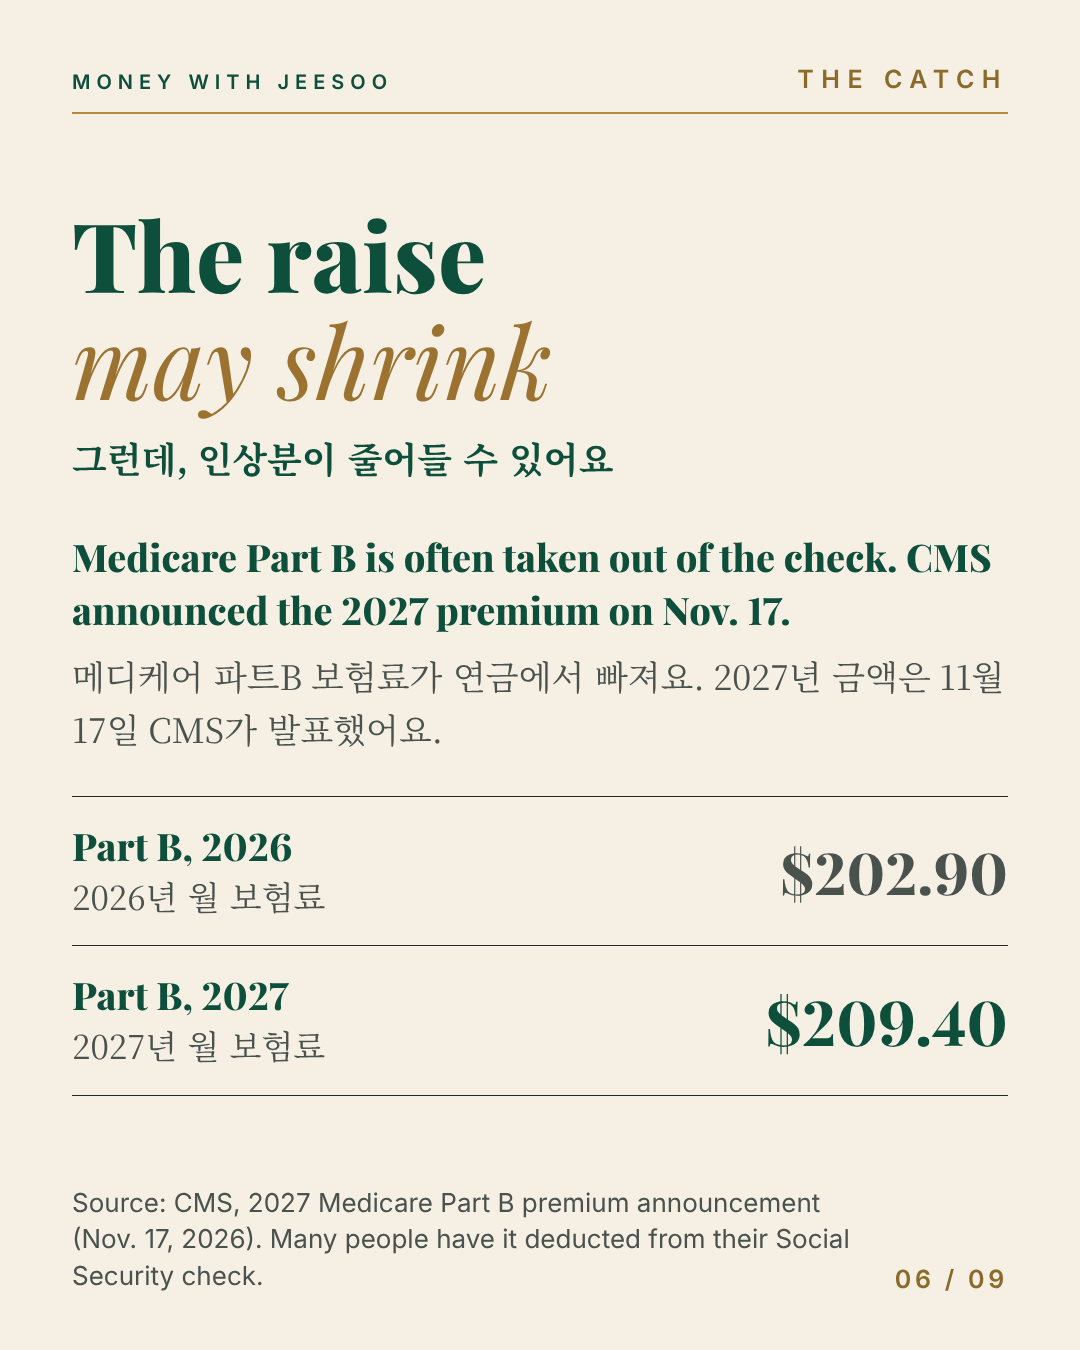 MONEY WITH JEESOO
THE CATCH
The raise
may shrink
그런데, 인상분이 줄어들 수 있어요
Medicare Part B is often taken out of the check. CMS
announced the 2027 premium on Nov. 17.
메디케어 파트B 보험료가 연금에서 빠져요. 2027년 금액은 11월
17일 CMS가 발표했어요.
Part B, 2026
2026년 월 보험료
$202.90
Part B, 2027
2027년 월 보험료
$209.40
Source: CMS, 2027 Medicare Part B premium announcement
(Nov. 17, 2026). Many people have it deducted from their Social
Security check.
06 / 09